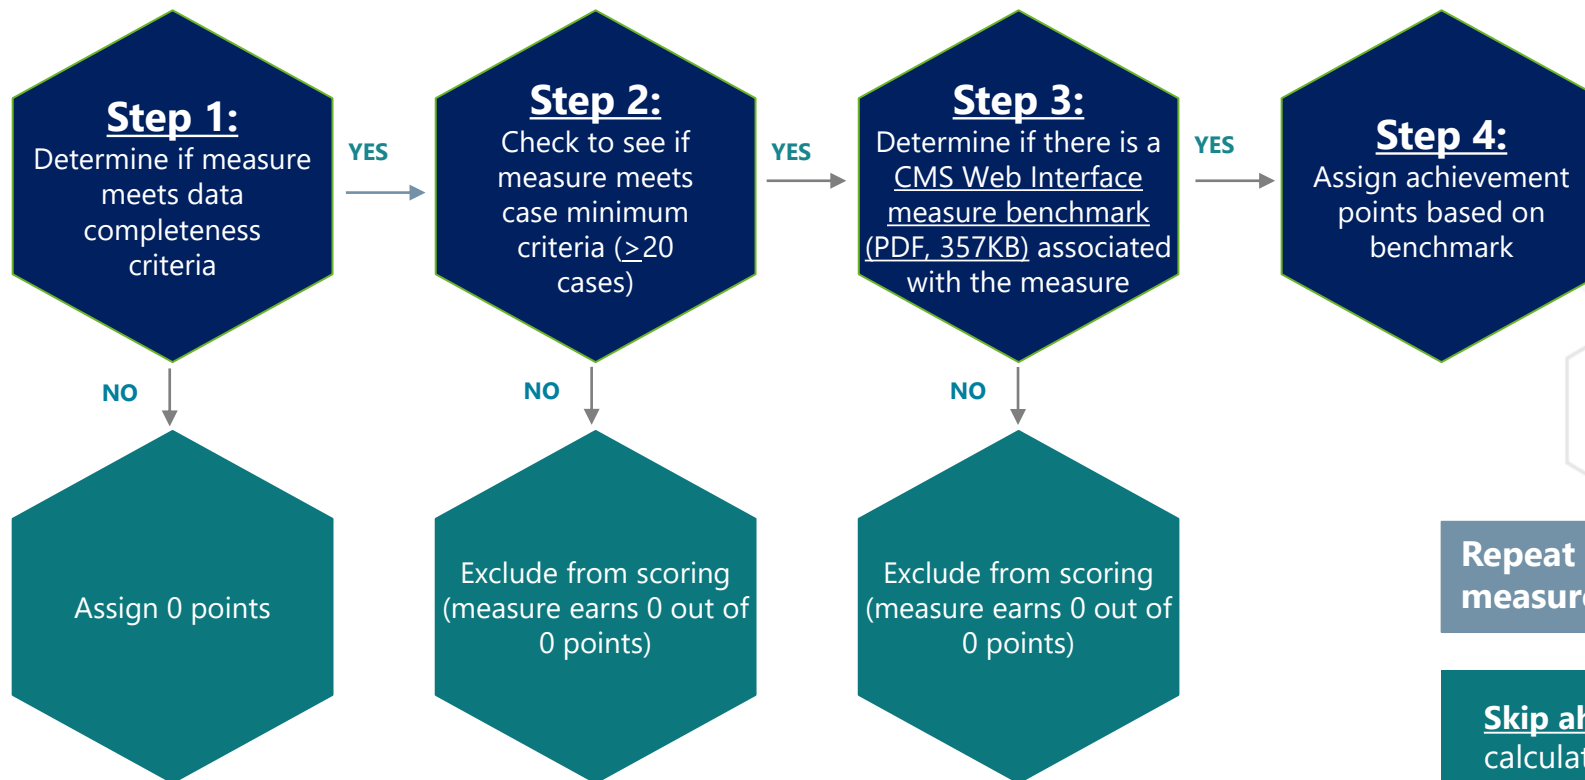 Step 1:
Determine if measure
meets data
completeness
criteria
YES
Step 2:
Check to see if
measure meets
case minimum
criteria (>20
cases)
YES
Step 3:
Determine if there is a
CMS Web Interface
measure benchmark
(PDF, 357KB) associated
with the measure
YES
Step 4:
Assign achievement
points based on
benchmark
NO
NO
NO
Assign 0 points
Exclude from scoring
(measure earns 0 out of
0 points)
Exclude from scoring
(measure earns 0 out of
0 points)
Repeat
measure
Skip ah
calculat